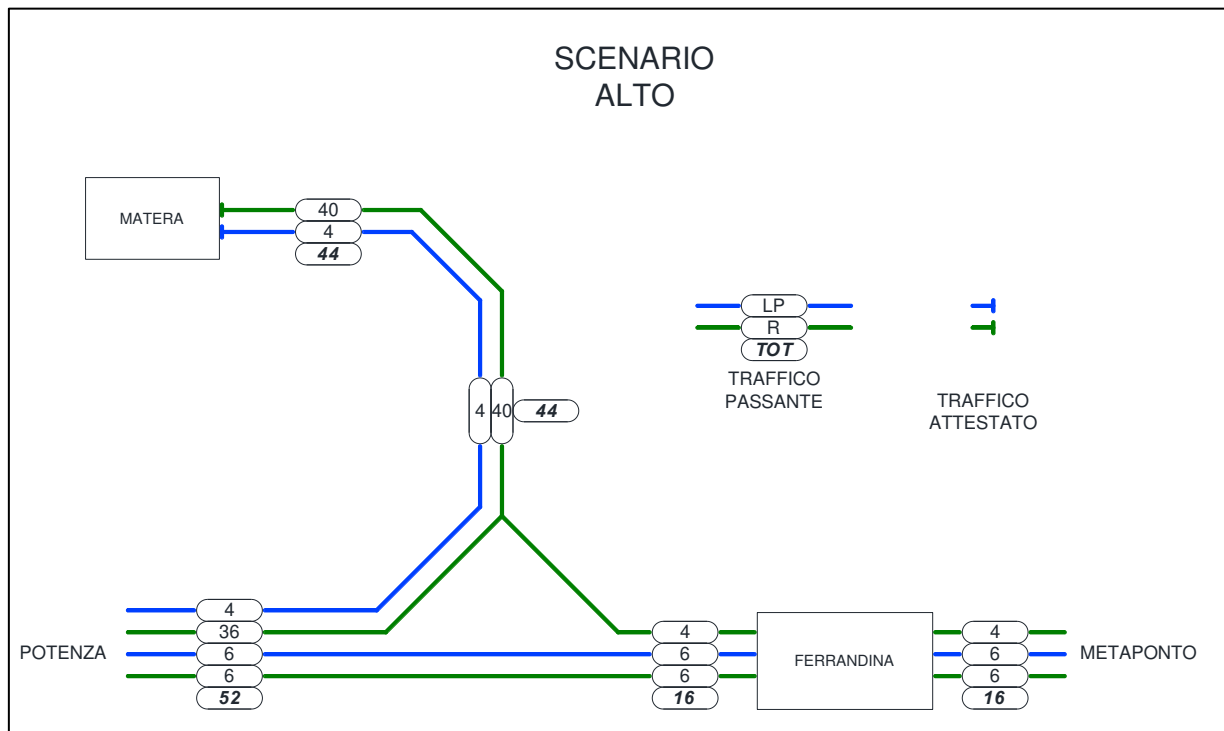 SCENARIO
ALTO
MATERA
40
4
44
LP
R
TOT
TRAFFICO
PASSANTE
TRAFFICO
ATTESTATO
4 40 44
POTENZA
4
36
6
6
52
4
6
6
16
FERRANDINA
4
6
6
16
METAPONTO